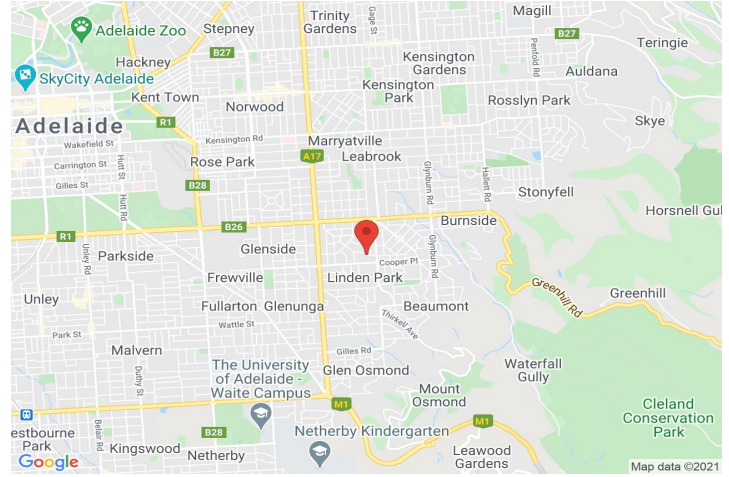 Magill
Trinity
Gardens
Gage St
Adelaide Zoo
Stepney
B27
B27
Penfold Rd
Teringie
Hackney
Kensington
Gardens
SkyCity Adelaide
Auldana
Kent Town
Kensington
Park
Norwood
Rosslyn Park
Adelaide
R1
Skye
Wakefield St
Kensington Rd
Marryatville
Carrington St
Hutt St
Rose Park
A17
Leabrook
Gilles St
B28
Glynburn Rd
Hallett Rd
Stonyfell
Hutt Rd
Horsnell Gul
B26
Burnside
R1
Unley Rd
Parkside
Glenside
Glynburn Rd
Cooper Pl
Frewville
Linden Park
Greenhill Rd
Greenhill
Unley
Fullarton
Glenunga
Beaumont
Wattle St
Thirkell Ave
Park St
Malvern
Gilles Rd
The University
of Adelaide -
Waite Campus
Glen Osmond
Waterfall
Gully
Duthy St
Mount
Osmond
M1
Cleland
Conservation
Park
M1
estbourne
Park
Belair Rd
B28
Netherby Kindergarten
Kingswood
Netherby
Leawood
Gardens
Google
Map data ©2021